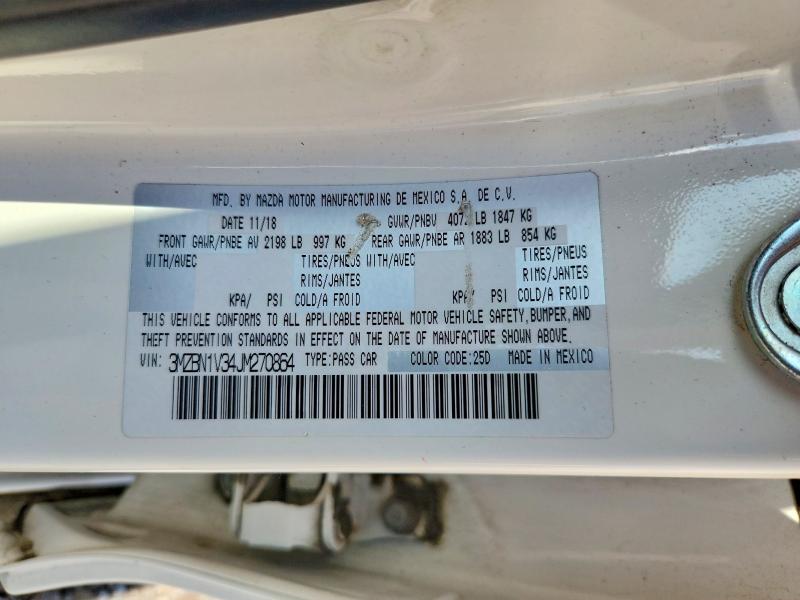 MFD. BY MAZDA MOTOR MANUFACTURING DE MEXICO S.A. DE C.V.
DATE 11/18 GVWR/PNBV LB 1847 KG
FRONT GAWR/PNBE AV 2198 LB 997 KG REAR GAWR/PNBE AR 1883 LB 854 KG
WITH/AVEC TIRES/PNEUS WITH/AVEC TIRES/PNEUS
RIMS/JANTES RIMS/JANTES
KPA/ PSI COLD/A FROID KPA/ PSI COLD/A FROID
THIS VEHICLE CONFORMS TO ALL APPLICABLE FEDERAL MOTOR VEHICLE SAFETY, BUMPER, AND
THEFT PREVENTION STANDARDS IN EFFECT ON THE DATE OF MANUFACTURE SHOWN ABOVE.
VIN: 3MZBN1V34JM270864 TYPE:PASS CAR COLOR CODE:25D MADE IN MEXICO